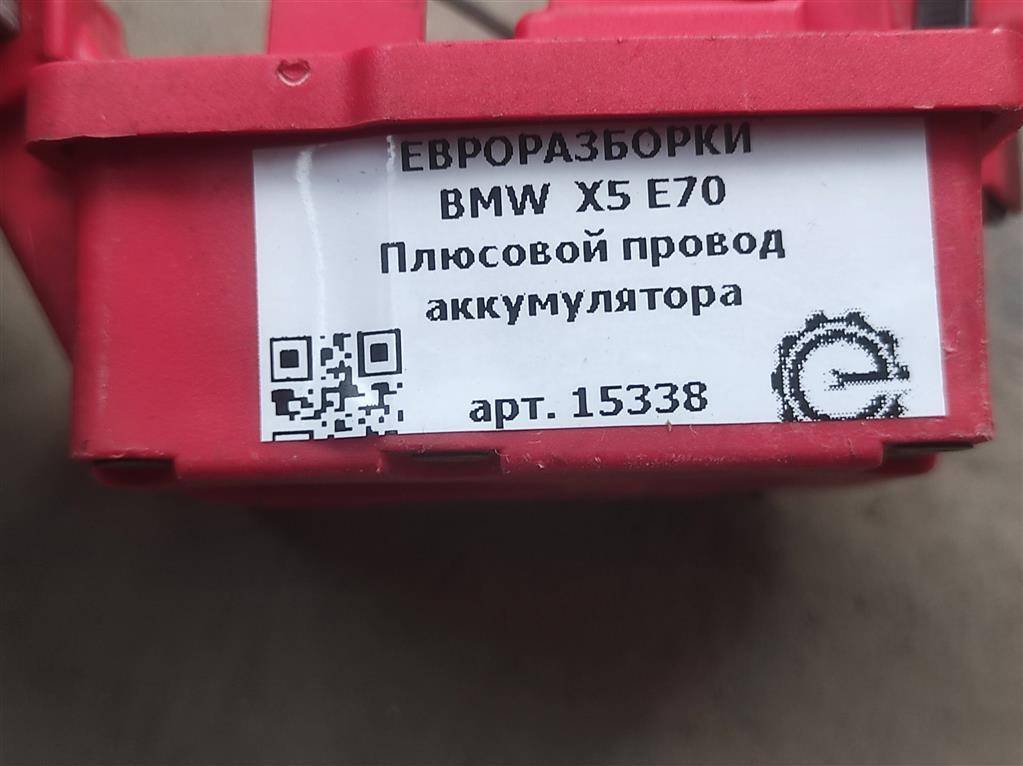 ЕВРОРАЗБОРКИ
BMW X5 E70
Плюсовой провод
аккумулятора
арт. 15338